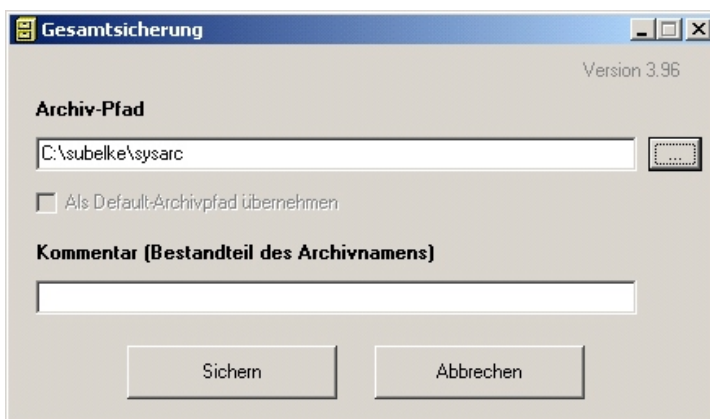 Gesamtsicherung
Version 3.96
Archiv-Pfad
C:\subelke\sysarc
...
Als Default-Archivpfad übernehmen
Kommentar (Bestandteil des Archivnamens)
Sichern
Abbrechen